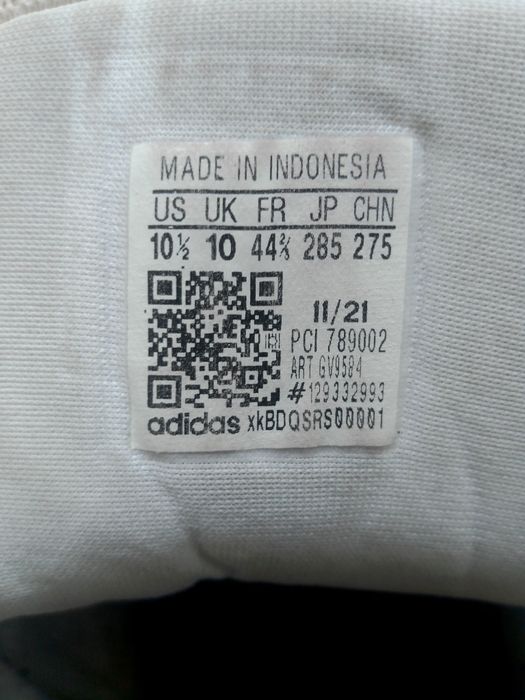 MADE IN INDONESIA
US UK FR JP CHN
10½ 10 44⅔ 285 275
11/21
PCI 789002
ART GV9584
#129332993
adidas xkBDQSRS00001